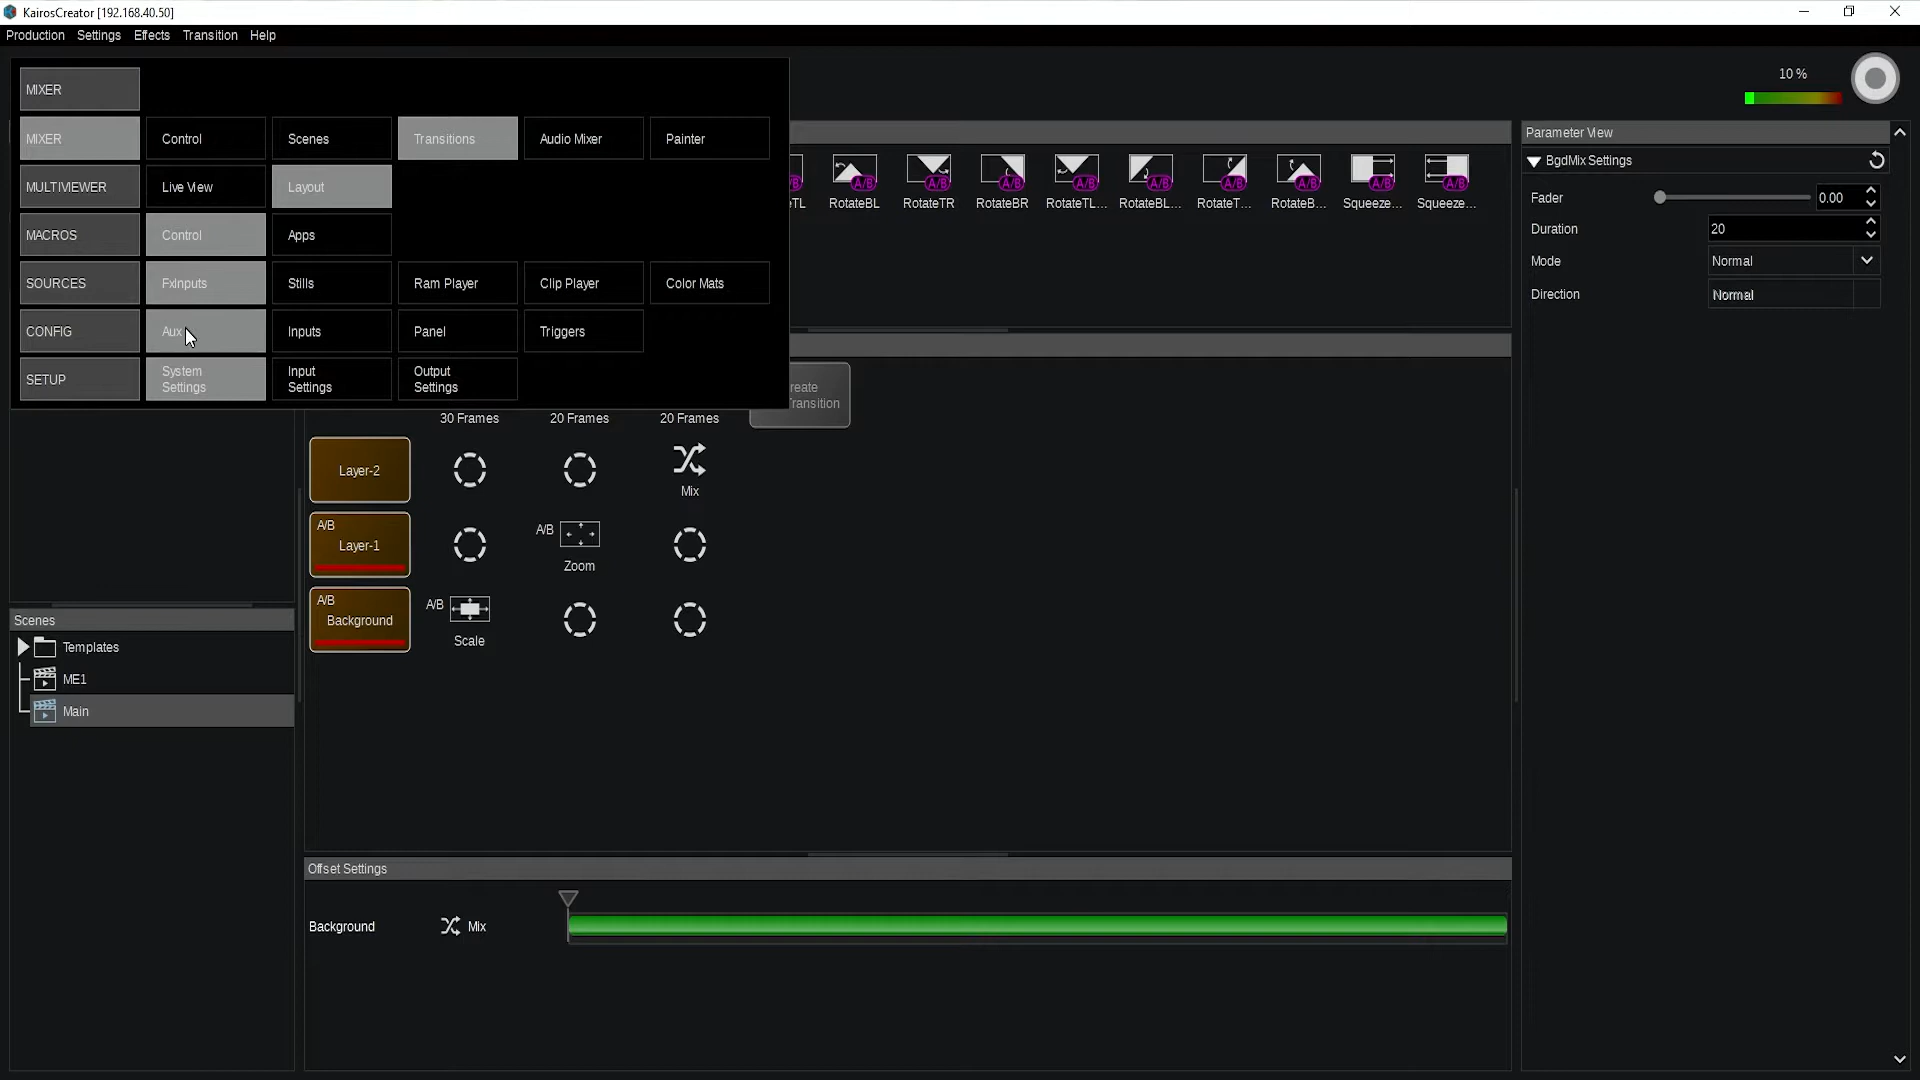 KairosCreator [192.168.40.50]
Production Settings Effects Transition Help
MIXER
MIXER Control Scenes Transitions Audio Mixer Painter
MULTIVIEWER Live View Layout
MACROS Control Apps
SOURCES FxInputs Stills Ram Player Clip Player Color Mats
CONFIG Aux Inputs Panel Triggers
SETUP System Settings Input Settings Output Settings
10 %
A/B A/B A/B A/B A/B A/B A/B A/B A/B
RotateBL RotateTR RotateBR RotateTL... RotateBL... RotateT... RotateB... Squeeze... Squeeze...
Parameter View
BgdMix Settings
Fader 0.00
Duration 20
Mode Normal
Direction Normal
30 Frames 20 Frames 20 Frames
Layer-2
Mix
A/B
Layer-1
A/B
Zoom
A/B
Background
A/B
Scale
Scenes
Templates
ME1
Main
Offset Settings
Background Mix